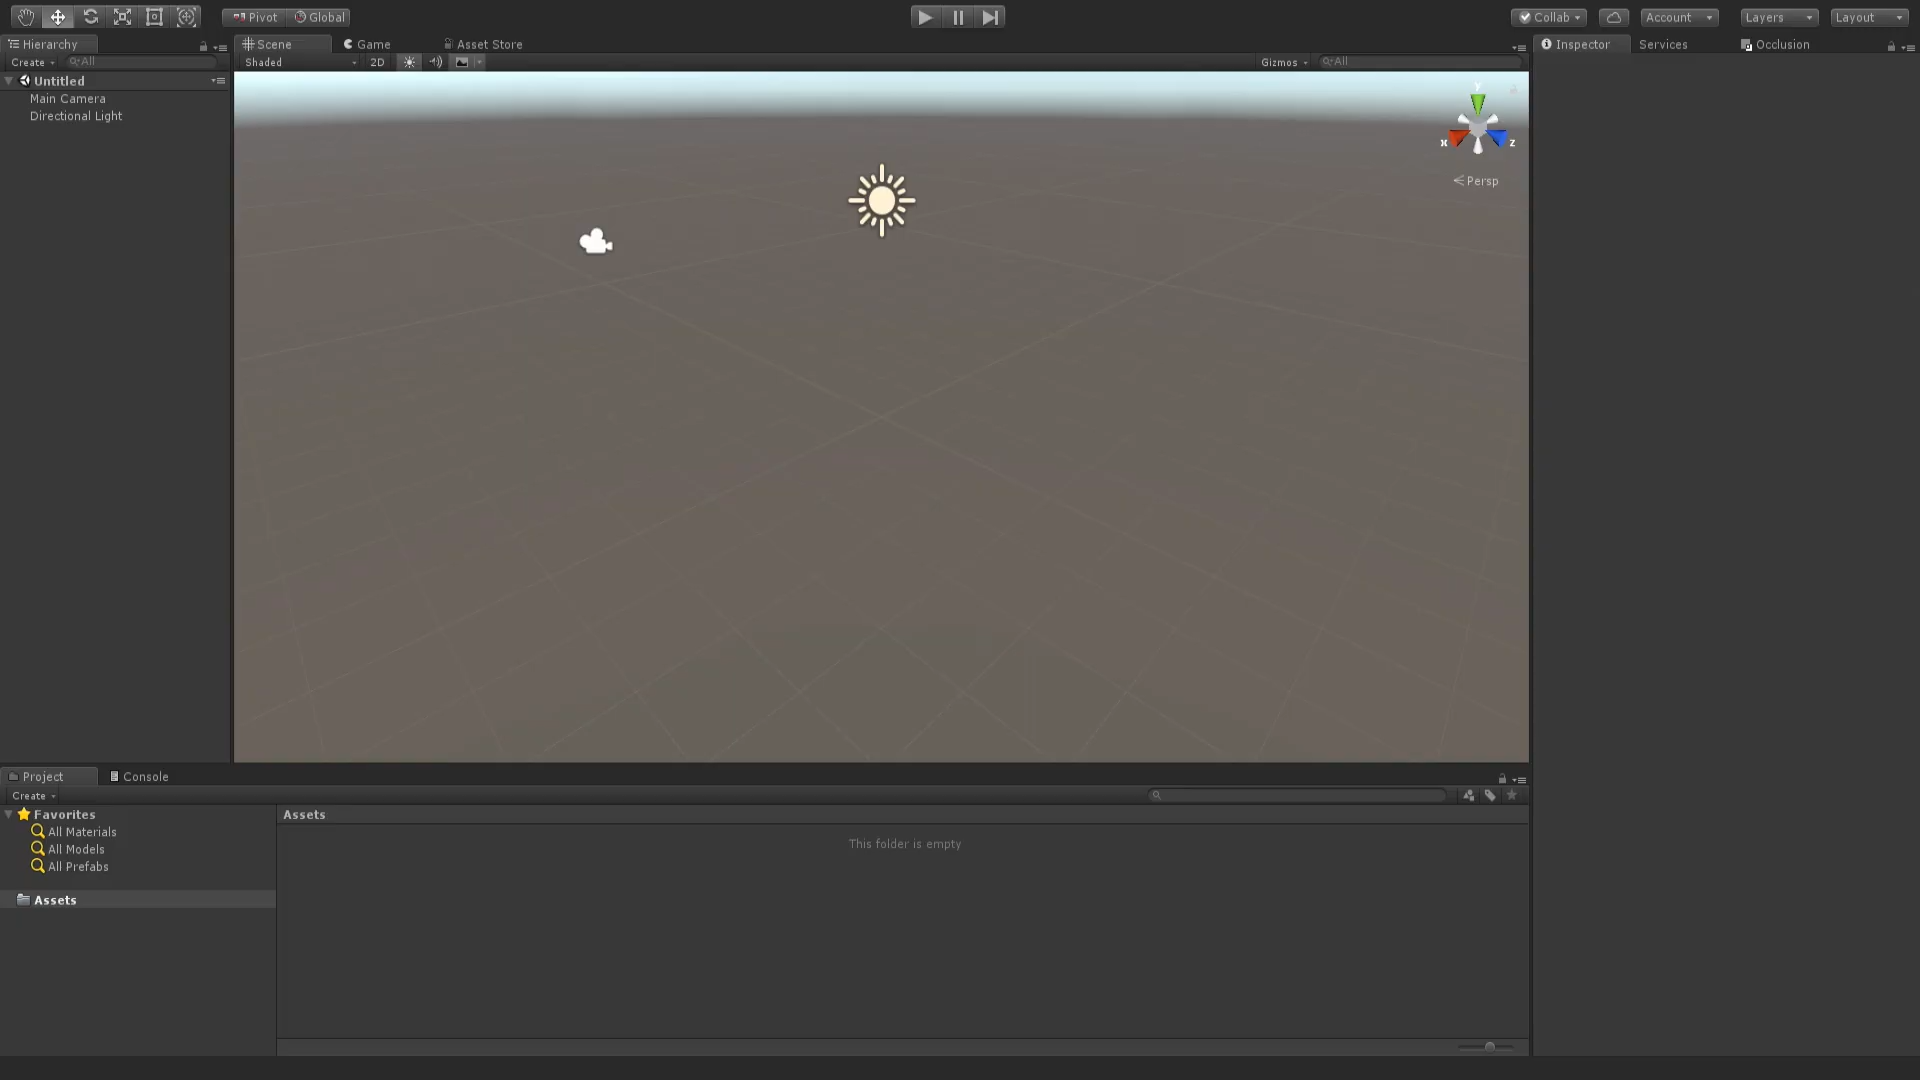 Pivot Global Collab Account Layers Layout
Hierarchy Scene Game Asset Store Inspector Services Occlusion
Create All Shaded 2D Gizmos All
Untitled
Main Camera
Directional Light
Y
x z
Persp
Project Console
Create
Favorites Assets
All Materials
This folder is empty
All Models
All Prefabs
Assets